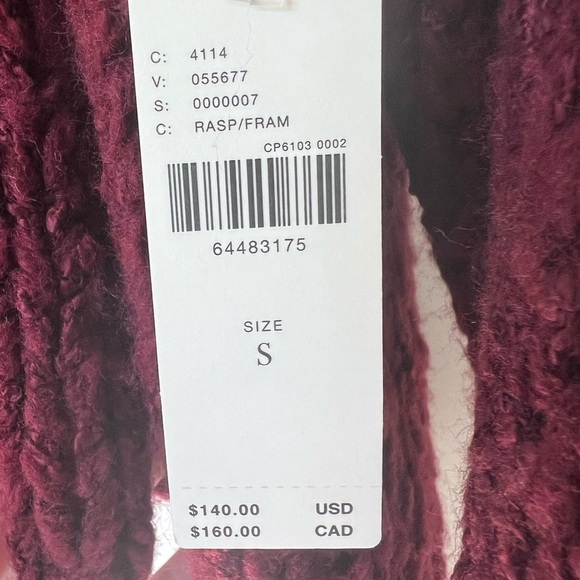 C: 4114
V: 055677
S: 0000007
C: RASP/FRAM
CP6103 0002
64483175
SIZE
S
$140.00 USD
$160.00 CAD